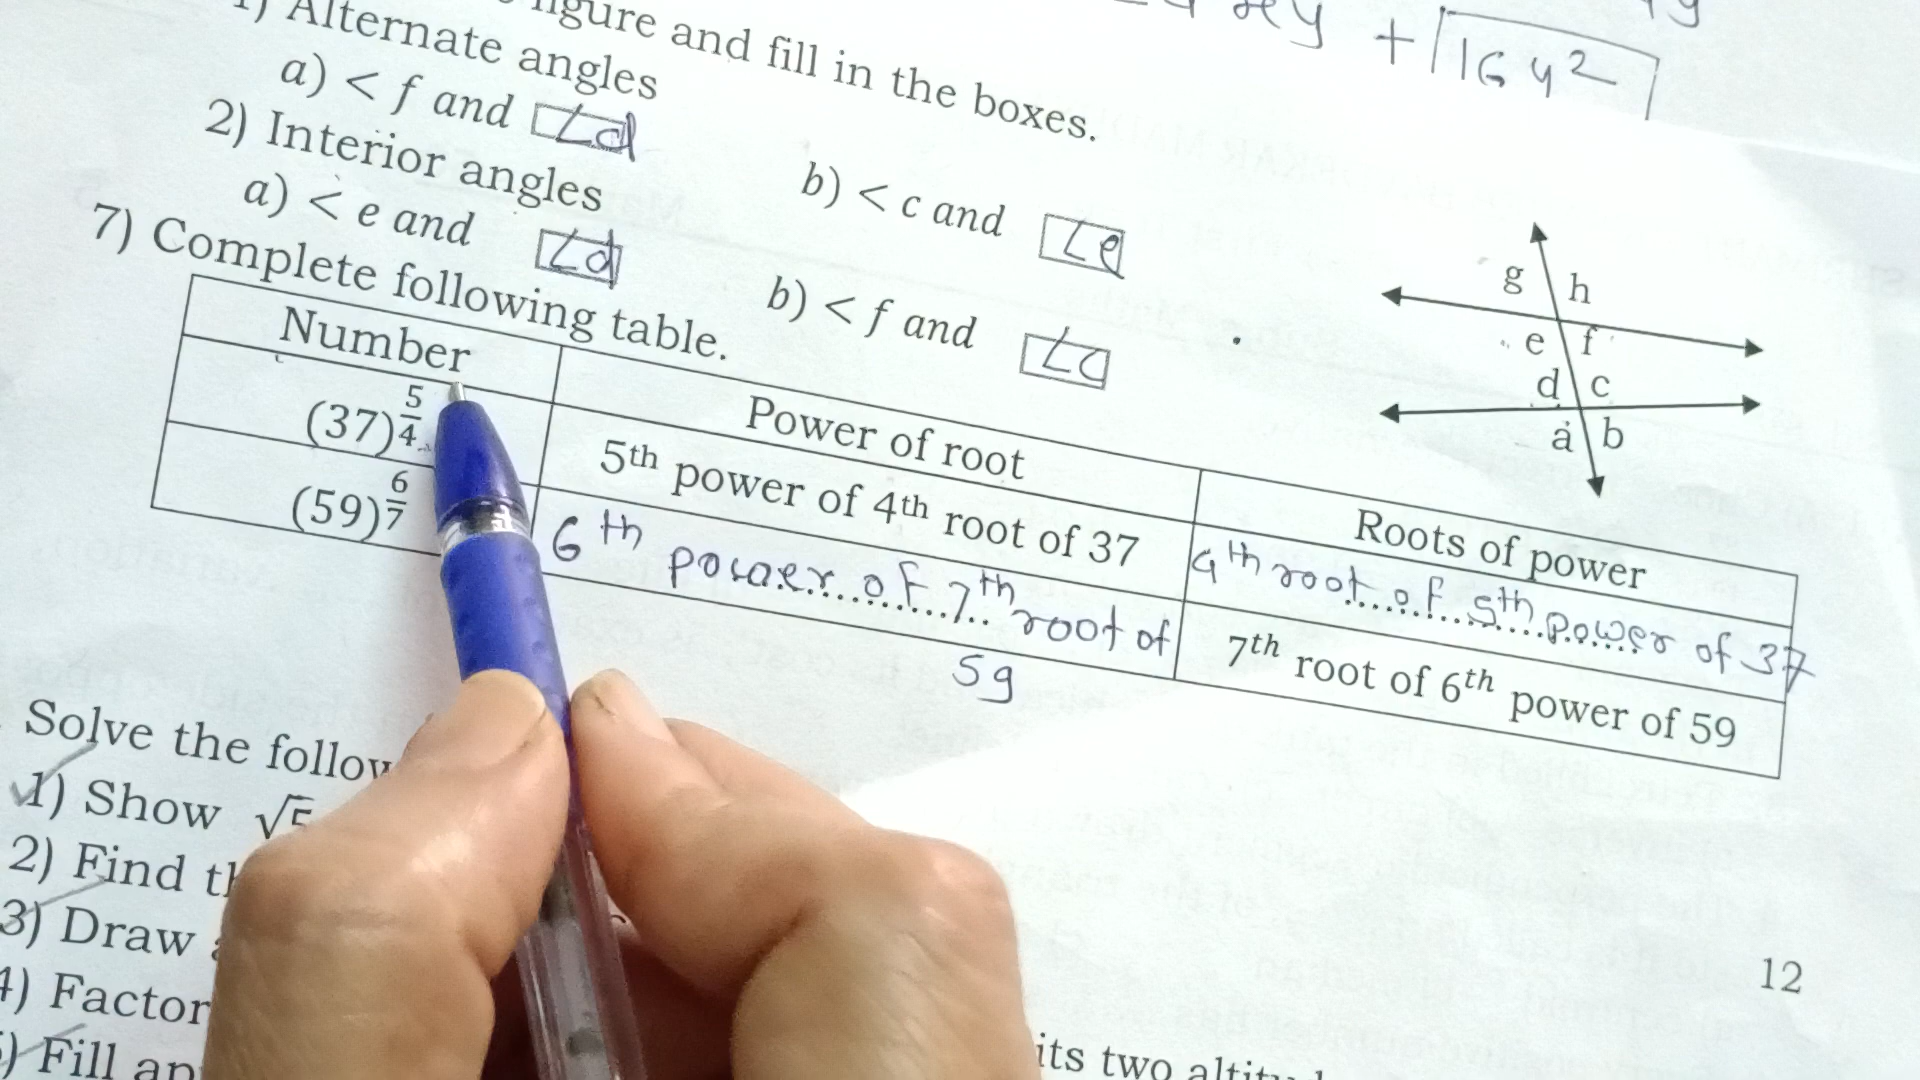 figure and fill in the boxes.
xy + 16y²
1) Alternate angles
a) < f and ∠d
b) < c and ∠e
2) Interior angles
a) < e and ∠d
b) < f and ∠c
g h
e f
d c
a b
7) Complete following table.
Number
Power of root
Roots of power
(37)^5/4
5th power of 4th root of 37
4th root of 5th power of 37
(59)^6/7
6th power of 7th root of 59
7th root of 6th power of 59
12
Solve the follow
1) Show √5
2) Find
3) Draw
4) Factor
5) Fill
its two